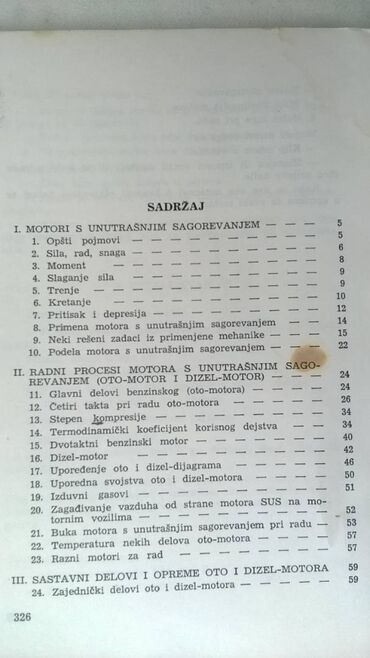 SADRŽAJ
I. MOTORI S UNUTRAŠNJIM SAGOREVANJEM — — — 5
1. Opšti pojmovi — — — — — — — — — 5
2. Sila, rad, snaga — — — — — — — — 6
3. Moment — — — — — — — — — 8
4. Slaganje sila — — — — — — — — — 9
5. Trenje — — — — — — — — — 9
6. Kretanje — — — — — — — — — 10
7. Pritisak i depresija — — — — — — — 12
8. Primena motora s unutrašnjim sagorevanjem — — 14
9. Neki rešeni zadaci iz primenjene mehanike — — 15
10. Podela motora s unutrašnjim sagorevanjem — — 22
II. RADNI PROCESI MOTORA S UNUTRAŠNJIM SAGO-
REVANJEM (OTO-MOTOR I DIZEL-MOTOR) — — 24
11. Glavni delovi benzinskog (oto-motora) — — — 24
12. Četiri takta pri radu oto-motora — — — — 26
13. Stepen kompresije — — — — — — — 34
14. Termodinamički koeficijent korisnog dejstva — — 34
15. Dvotaktni benzinski motor — — — — — 40
16. Dizel-motor — — — — — — — — 42
17. Upoređenje oto i dizel-dijagrama — — — — 46
18. Uporedna svojstva oto i dizel-motora — — — 50
19. Izduvni gasovi — — — — — — — — 51
20. Zagađivanje vazduha od strane motora SUS na mo-
tornim vozilima — — — — — — — — 52
21. Buka motora s unutrašnjim sagorevanjem pri radu — 53
22. Temperatura nekih delova oto-motora — — — 57
23. Razni motori za rad — — — — — — — 57
III. SASTAVNI DELOVI I OPREME OTO I DIZEL-MOTORA 59
24. Zajednički delovi oto i dizel-motora — — — — 59
326